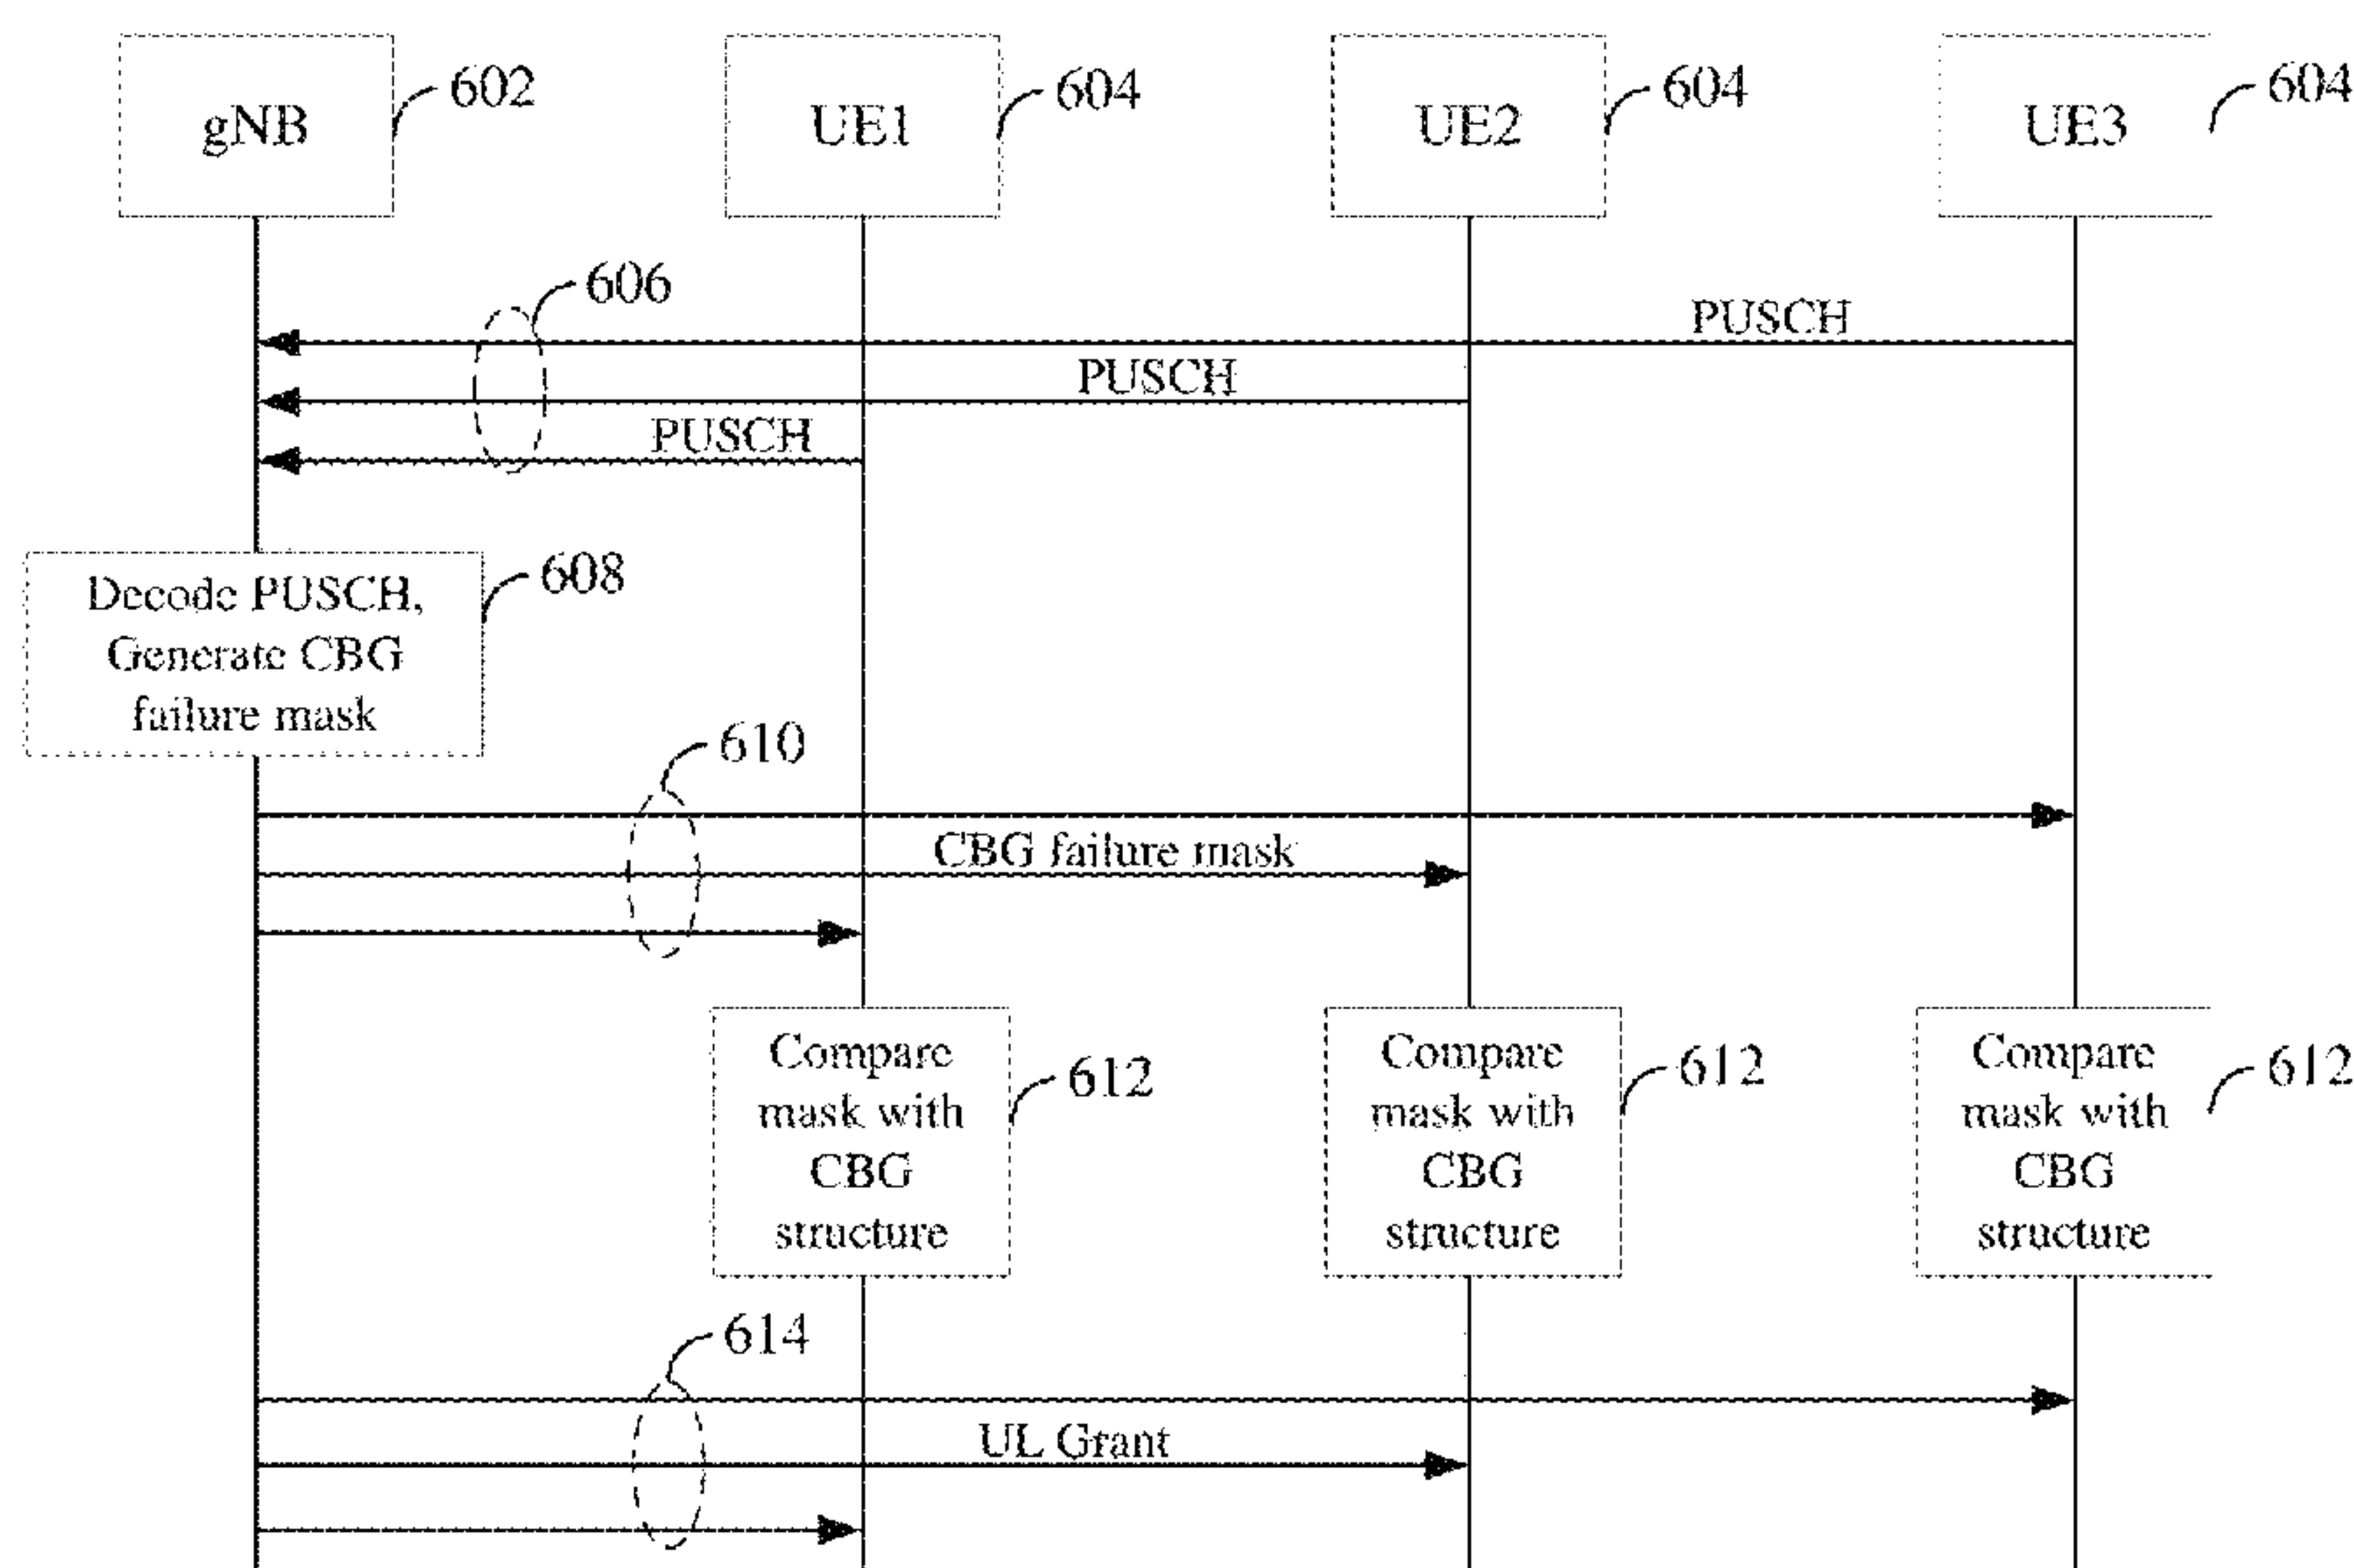 602
604
604
604
gNB
UE1
UE2
UE3
606
PUSCH
PUSCH
PUSCH
608
Decode PUSCH,
Generate CBG
failure mask
610
CBG failure mask
Compare
mask with
CBG
structure
612
Compare
mask with
CBG
structure
612
Compare
mask with
CBG
structure
612
614
UL Grant